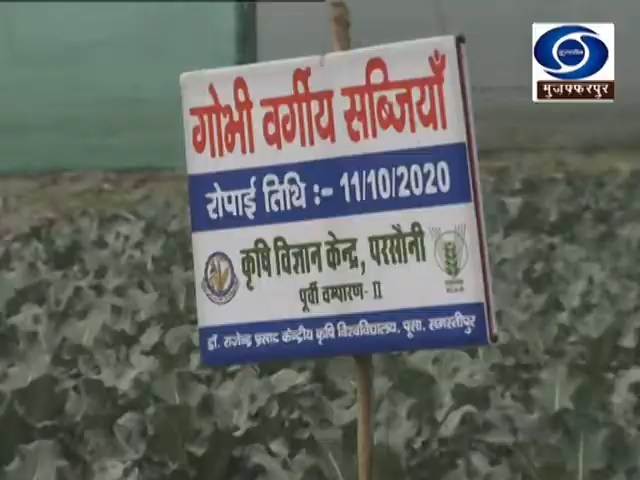 गोभी वर्गीय सब्जियाँ
रोपाई तिथि :- 11/10/2020
कृषि विज्ञान केन्द्र, परसौनी
पूर्वी चम्पारण- II
डॉ. राजेन्द्र प्रसाद केन्द्रीय कृषि विश्वविद्यालय, पूसा, समस्तीपुर
मुजफ्फरपुर